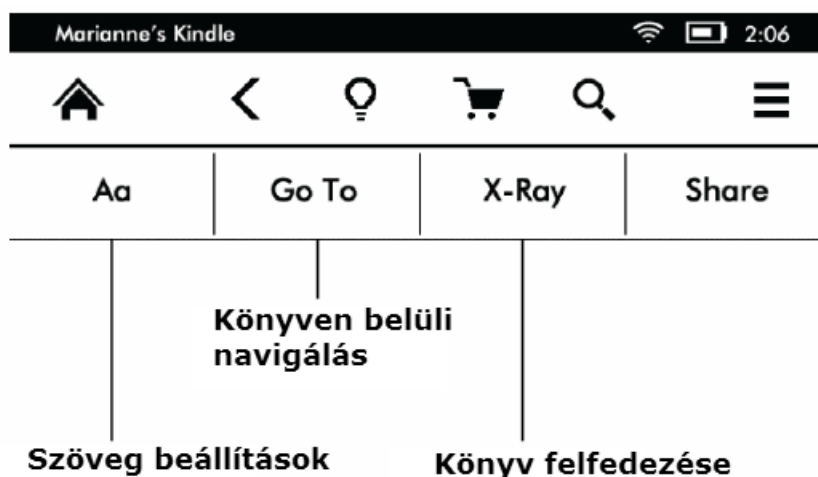 Marianne's Kindle 2:06
Aa Go To X-Ray Share
Könyven belüli
navigálás
Szöveg beállítások Könyv felfedezése